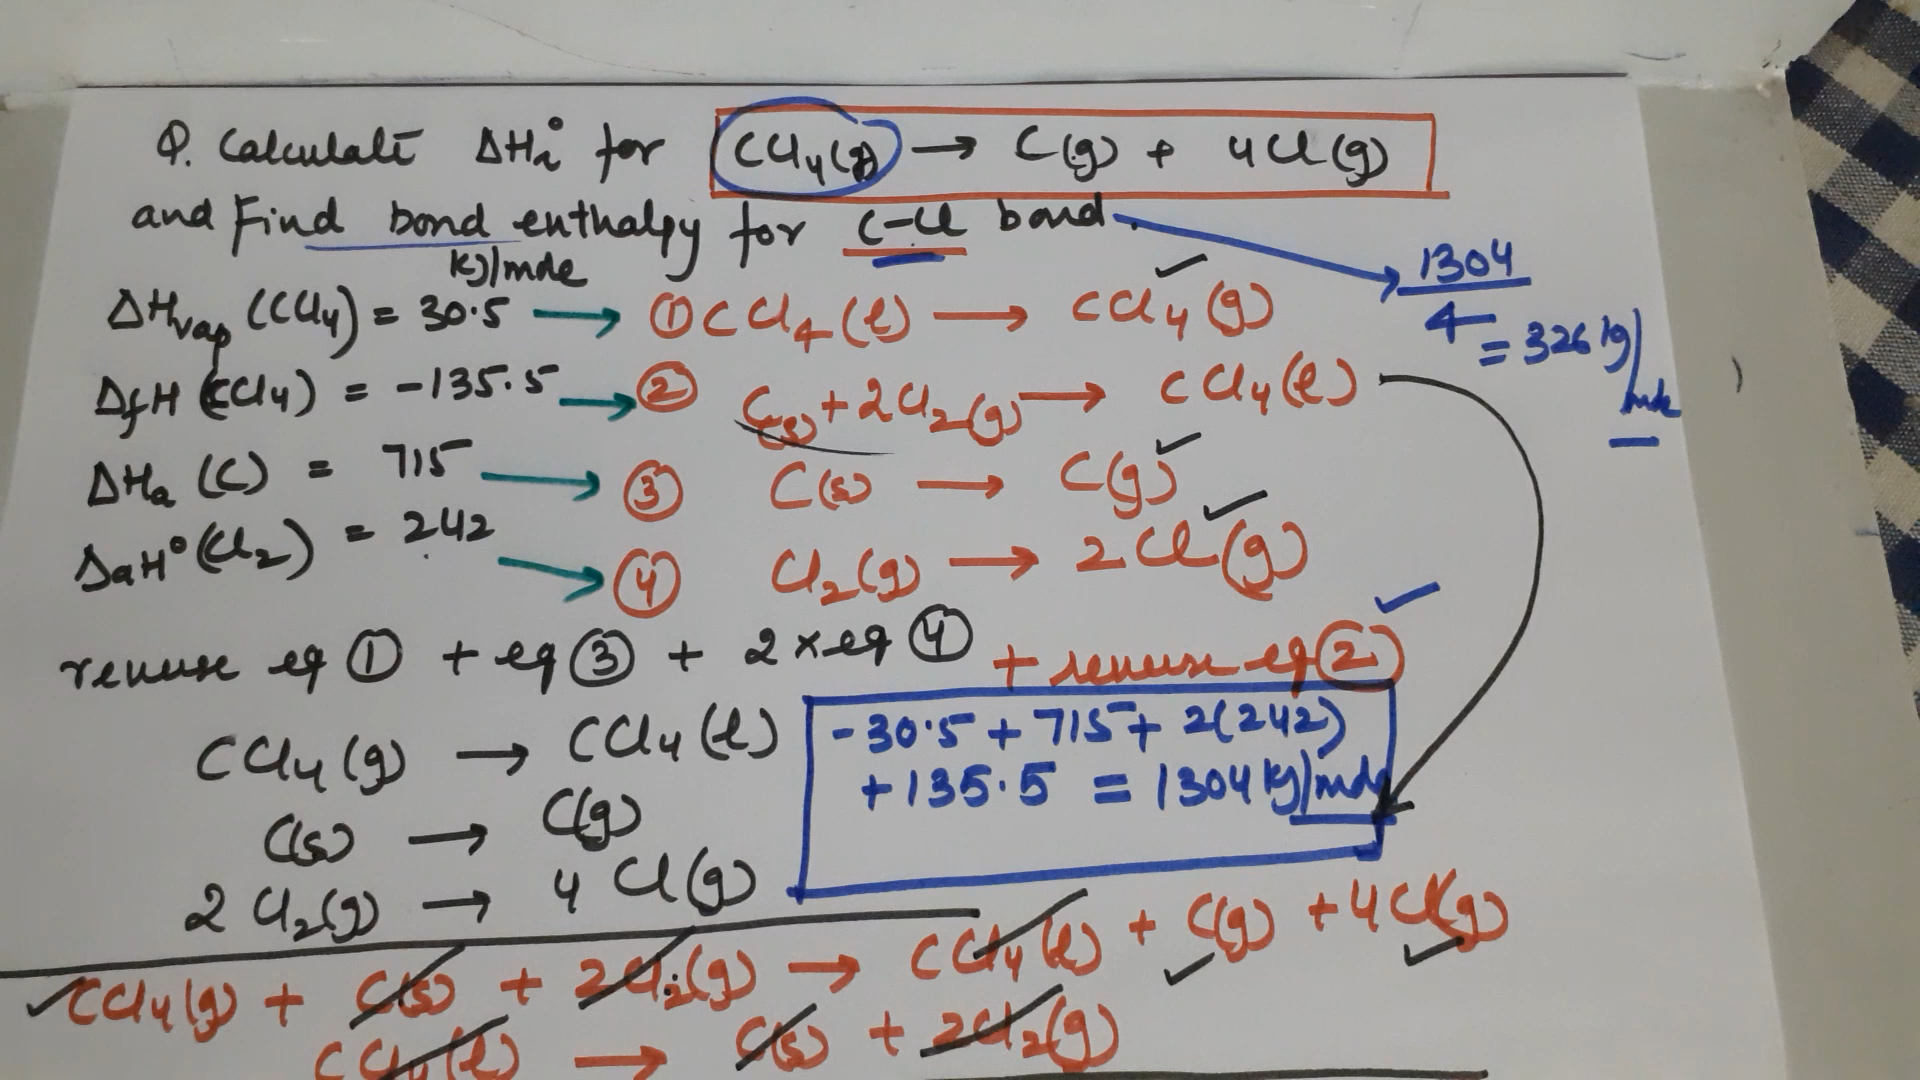 Q. Calculate ΔHr° for CCl4(g) → C(g) + 4Cl(g)
and Find bond enthalpy for C-Cl bond.
kJ/mole
1304/4 = 326 kJ/mole
ΔHvap (CCl4) = 30.5 → ① CCl4(l) → CCl4(g)
ΔfH (CCl4) = -135.5 → ② C(s) + 2Cl2(g) → CCl4(l)
ΔHa (C) = 715 → ③ C(s) → C(g)
ΔaH° (Cl2) = 242 → ④ Cl2(g) → 2Cl(g)
reverse eq ① + eq ③ + 2 x eq ④ + reverse eq ②
CCl4(g) → CCl4(l)
C(s) → C(g)
2Cl2(g) → 4Cl(g)
-30.5 + 715 + 2(242)
+135.5 = 1304 kJ/mole
CCl4(g) + C(s) + 2Cl2(g) → CCl4(l) + C(g) + 4Cl(g)
CCl4(l) → C(s) + 2Cl2(g)